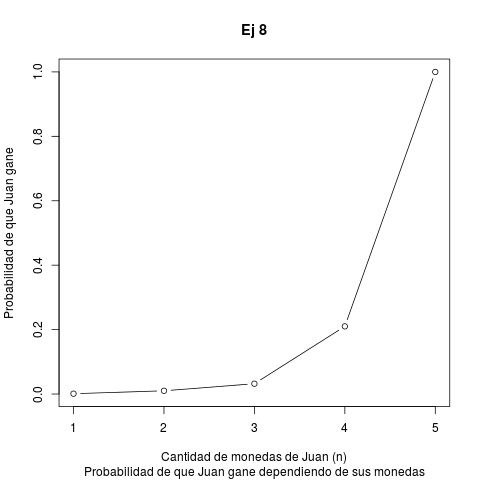 Ej 8
Probabilidad de que Juan gane
1.0
0.8
0.6
0.4
0.2
0.0
1 2 3 4 5
Cantidad de monedas de Juan (n)
Probabilidad de que Juan gane dependiendo de sus monedas